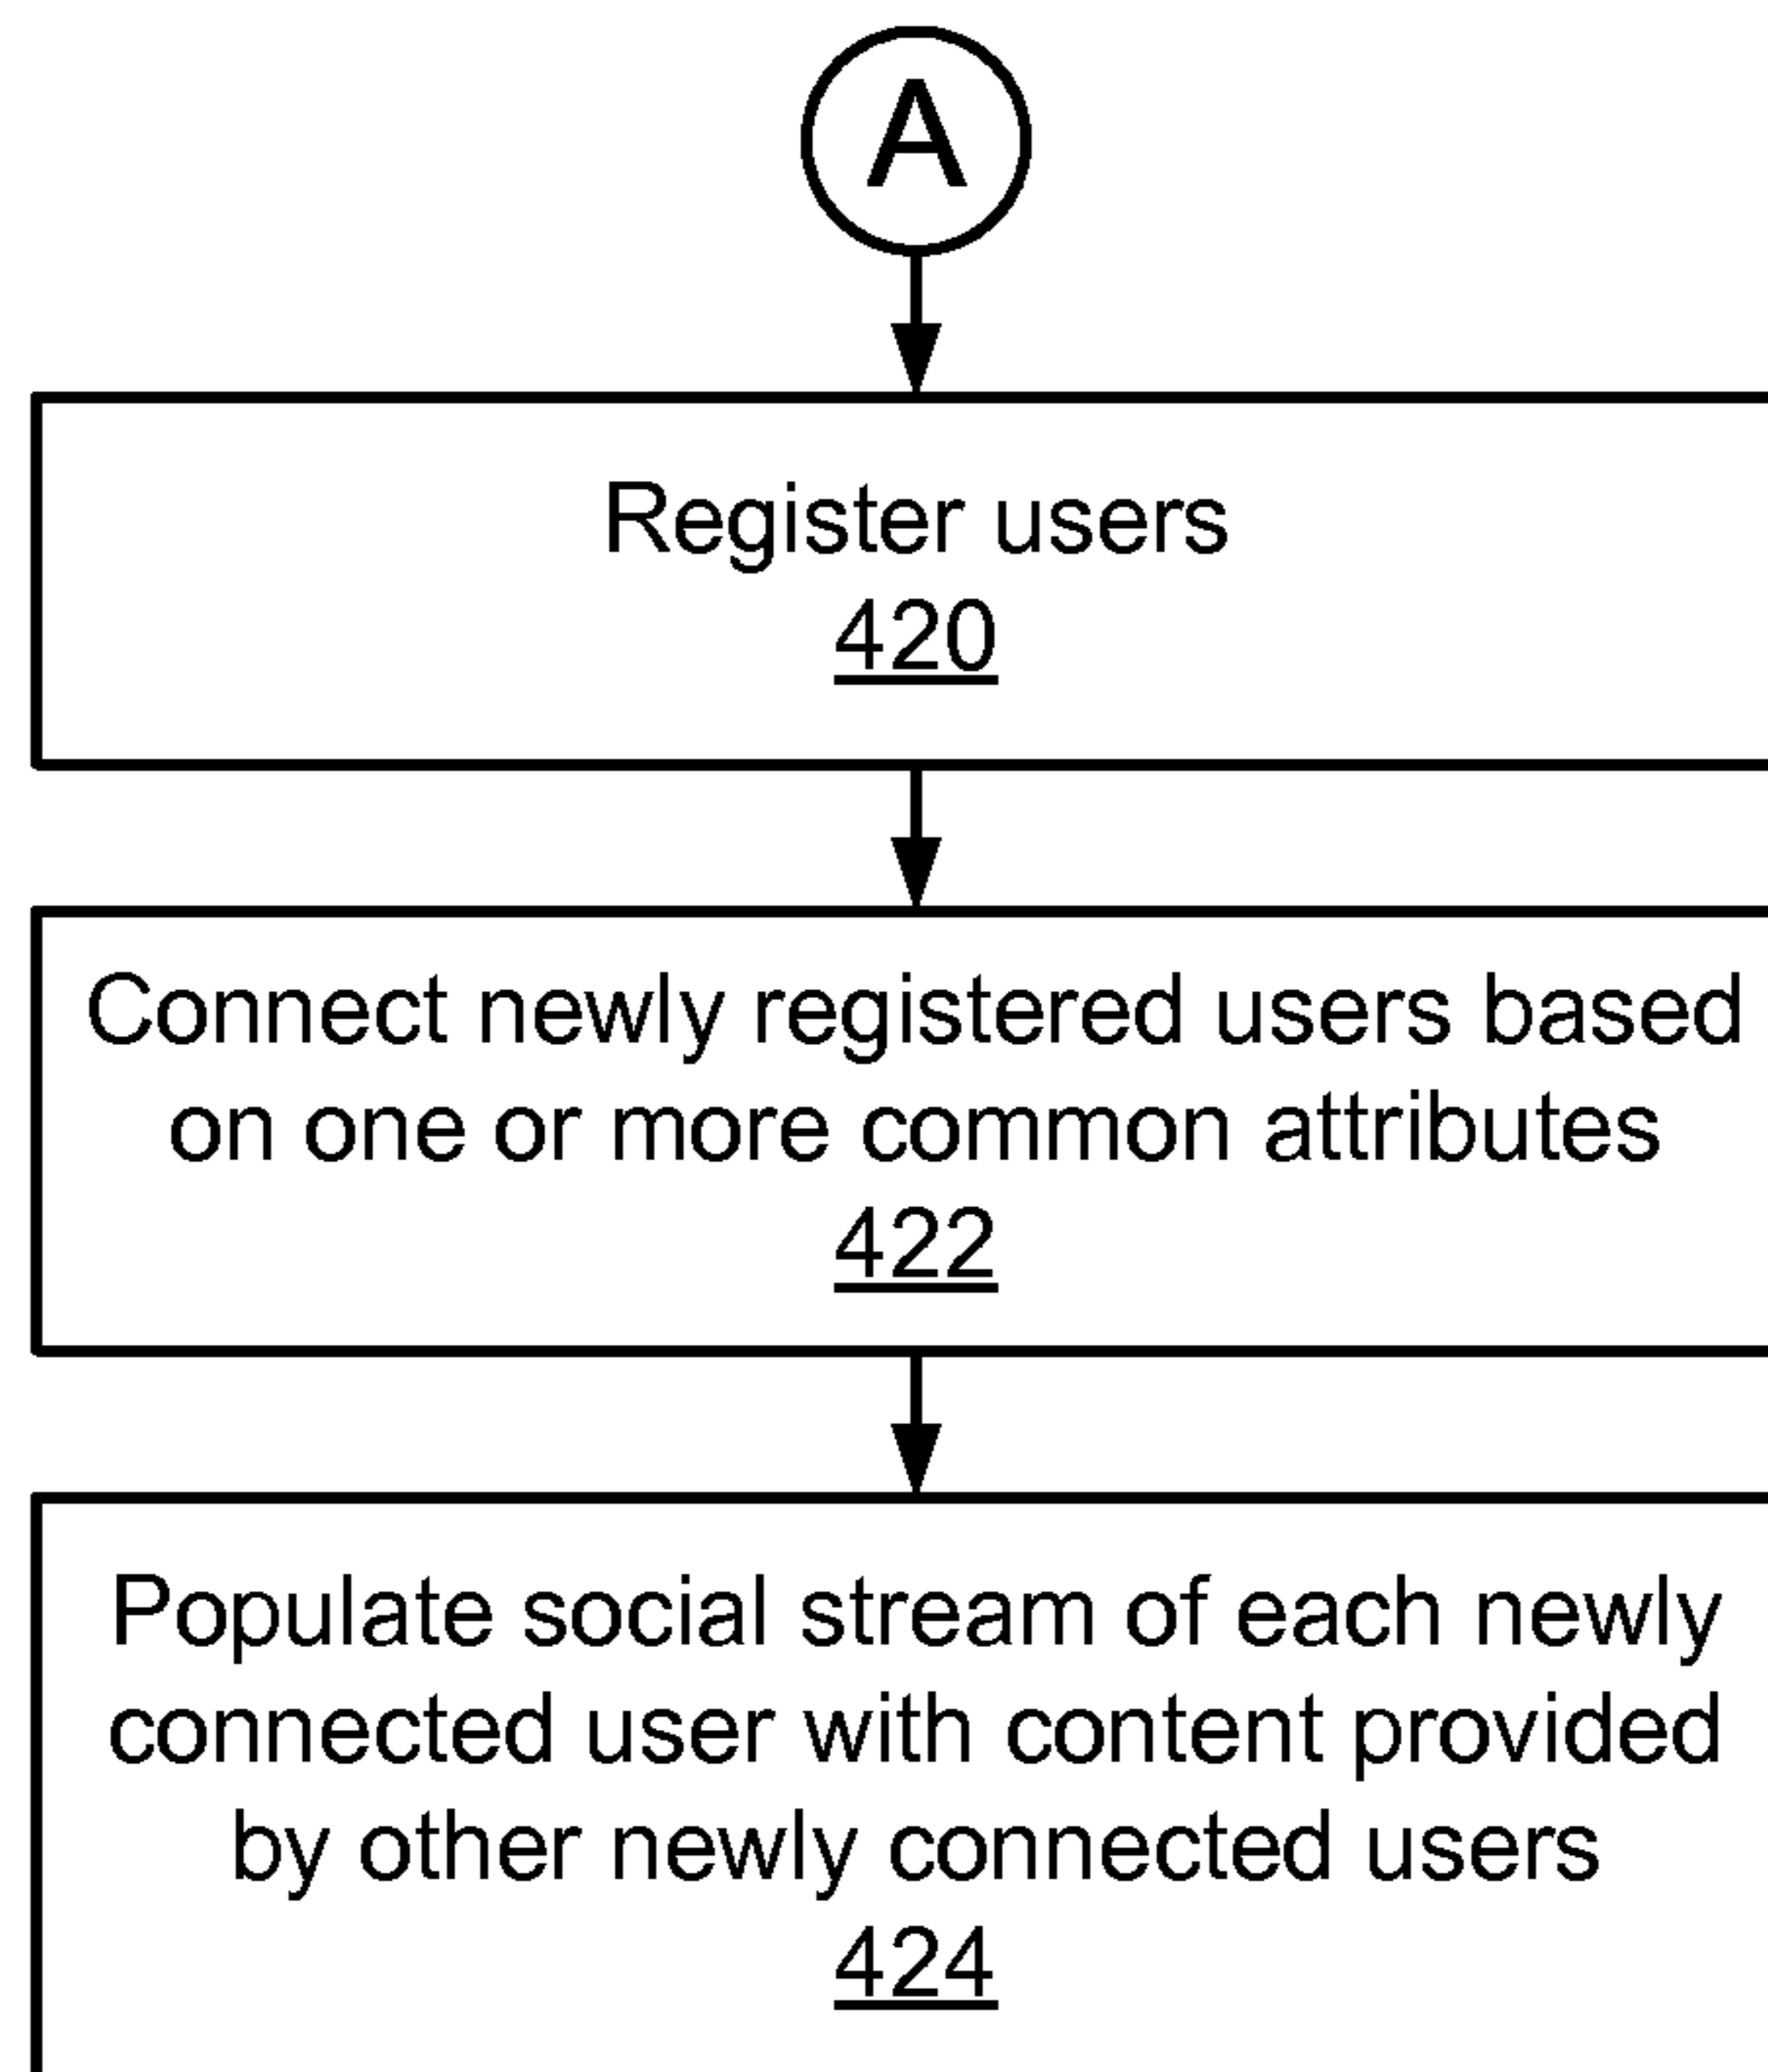 A
Register users
420
Connect newly registered users based
on one or more common attributes
422
Populate social stream of each newly
connected user with content provided
by other newly connected users
424